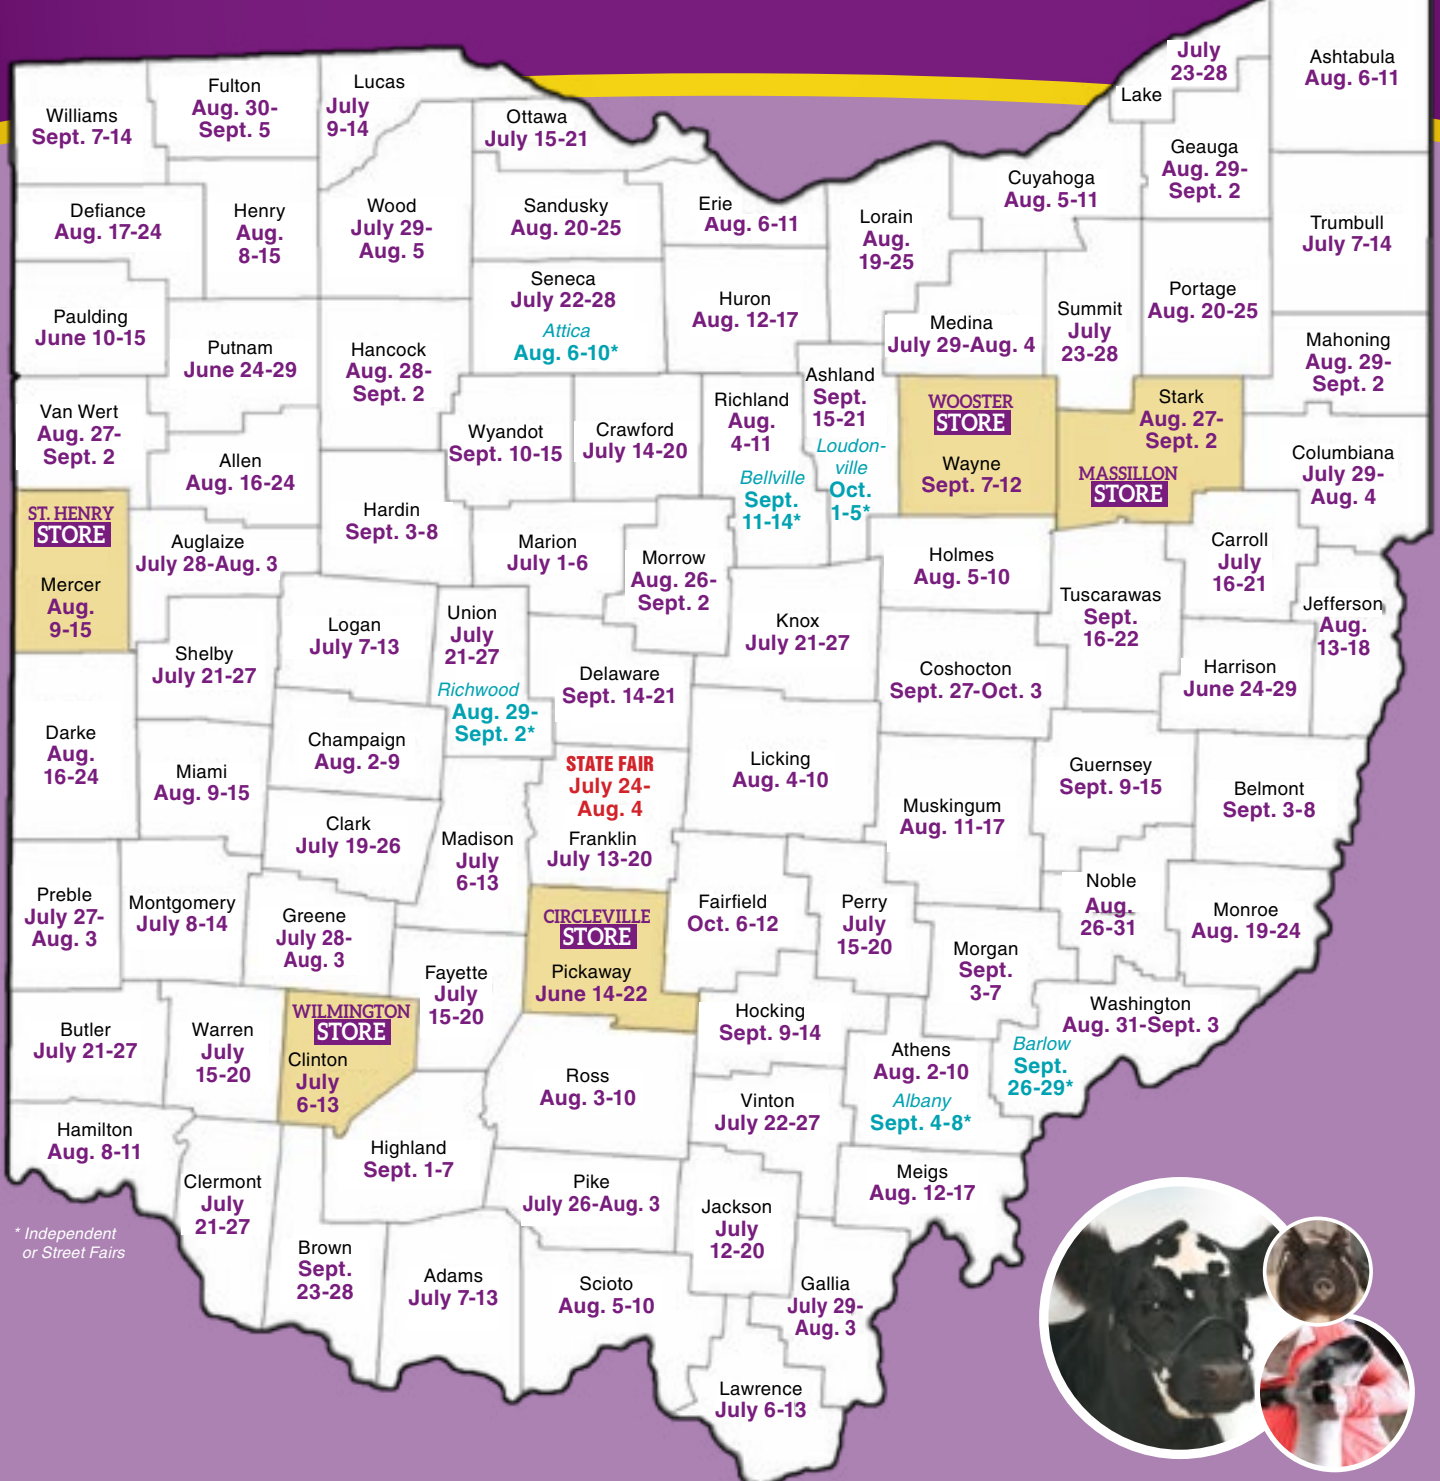 Williams
Sept. 7-14
Fulton
Aug. 30-
Sept. 5
Lucas
July
9-14
Ottawa
July 15-21
July
23-28
Lake
Ashtabula
Aug. 6-11
Geauga
Aug. 29-
Sept. 2
Cuyahoga
Aug. 5-11
Defiance
Aug. 17-24
Henry
Aug.
8-15
Wood
July 29-
Aug. 5
Sandusky
Aug. 20-25
Erie
Aug. 6-11
Lorain
Aug.
19-25
Trumbull
July 7-14
Paulding
June 10-15
Putnam
June 24-29
Hancock
Aug. 28-
Sept. 2
Seneca
July 22-28
Attica
Aug. 6-10*
Huron
Aug. 12-17
Medina
July 29-Aug. 4
Summit
July
23-28
Portage
Aug. 20-25
Mahoning
Aug. 29-
Sept. 2
Van Wert
Aug. 27-
Sept. 2
Allen
Aug. 16-24
Wyandot
Sept. 10-15
Crawford
July 14-20
Richland
Aug.
4-11
Bellville
Sept.
11-14*
Ashland
Sept.
15-21
Loudon-
ville
Oct.
1-5*
WOOSTER
STORE
Wayne
Sept. 7-12
Stark
Aug. 27-
Sept. 2
MASSILLON
STORE
Columbiana
July 29-
Aug. 4
ST. HENRY
STORE
Mercer
Aug.
9-15
Auglaize
July 28-Aug. 3
Hardin
Sept. 3-8
Marion
July 1-6
Morrow
Aug. 26-
Sept. 2
Knox
July 21-27
Holmes
Aug. 5-10
Tuscarawas
Sept.
16-22
Carroll
July
16-21
Jefferson
Aug.
13-18
Shelby
July 21-27
Logan
July 7-13
Union
July
21-27
Richwood
Aug. 29-
Sept. 2*
Delaware
Sept. 14-21
Coshocton
Sept. 27-Oct. 3
Harrison
June 24-29
Darke
Aug.
16-24
Miami
Aug. 9-15
Champaign
Aug. 2-9
STATE FAIR
July 24-
Aug. 4
Franklin
July 13-20
Licking
Aug. 4-10
Muskingum
Aug. 11-17
Guernsey
Sept. 9-15
Belmont
Sept. 3-8
Clark
July 19-26
Madison
July
6-13
Preble
July 27-
Aug. 3
Montgomery
July 8-14
Greene
July 28-
Aug. 3
Fayette
July
15-20
CIRCLEVILLE
STORE
Pickaway
June 14-22
Fairfield
Oct. 6-12
Perry
July
15-20
Morgan
Sept.
3-7
Noble
Aug.
26-31
Monroe
Aug. 19-24
Butler
July 21-27
Warren
July
15-20
WILMINGTON
STORE
Clinton
July
6-13
Ross
Aug. 3-10
Hocking
Sept. 9-14
Athens
Aug. 2-10
Albany
Sept. 4-8*
Washington
Aug. 31-Sept. 3
Barlow
Sept.
26-29*
Vinton
July 22-27
Hamilton
Aug. 8-11
Clermont
July
21-27
Highland
Sept. 1-7
Pike
July 26-Aug. 3
Jackson
July
12-20
Meigs
Aug. 12-17
Brown
Sept.
23-28
Adams
July 7-13
Scioto
Aug. 5-10
Gallia
July 29-
Aug. 3
Lawrence
July 6-13
* Independent
or Street Fairs